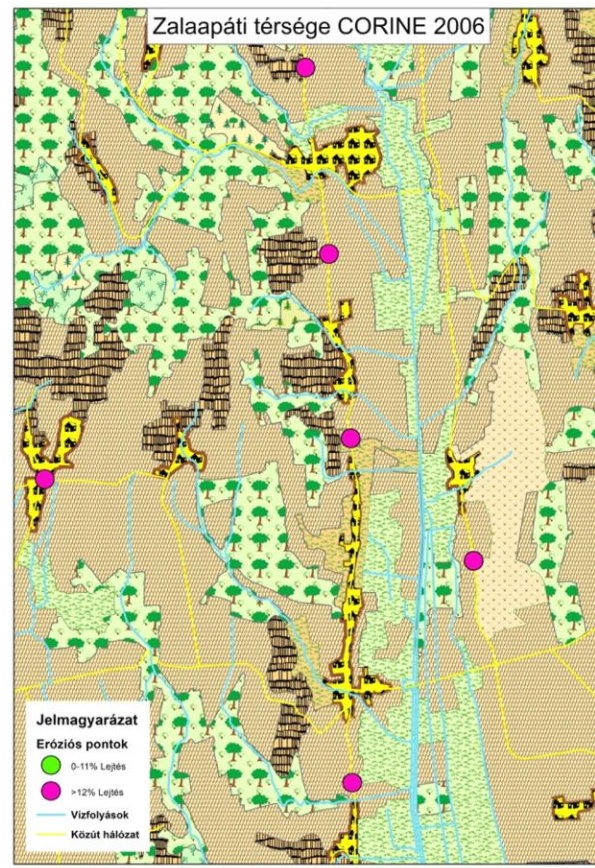 Zalaapáti térsége CORINE 2006
Jelmagyarázat
Eróziós pontok
0-11% Lejtés
>12% Lejtés
Vízfolyások
Közút hálózat